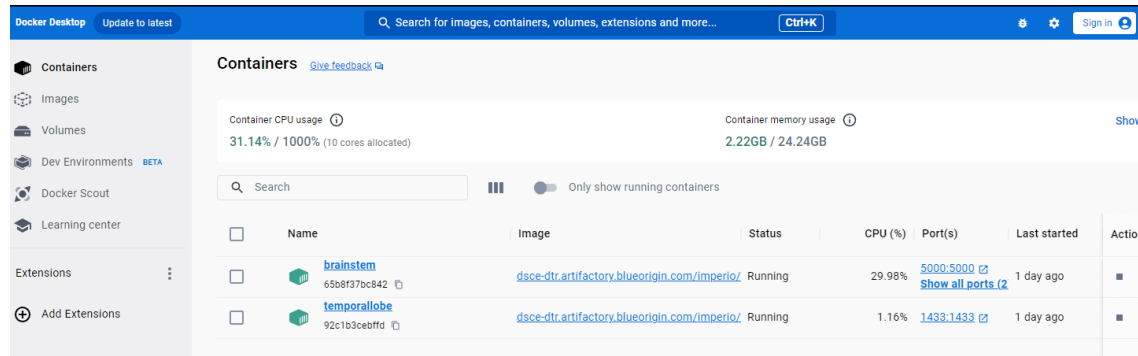 Docker Desktop Update to latest Search for images, containers, volumes, extensions and more... Ctrl+K Sign in
Containers
Images
Volumes
Dev Environments BETA
Docker Scout
Learning center
Extensions
Add Extensions
Containers Give feedback
Container CPU usage
31.14% / 1000% (10 cores allocated)
Container memory usage
2.22GB / 24.24GB
Show
Search Only show running containers
Name Image Status CPU (%) Port(s) Last started Actio
brainstem
65b8f37bc842
dsce-dtr.artifactory.blueorigin.com/imperio/ Running 29.98% 5000:5000 1 day ago
Show all ports (2
temporallobe
92c1b3cebffd
dsce-dtr.artifactory.blueorigin.com/imperio/ Running 1.16% 1433:1433 1 day ago